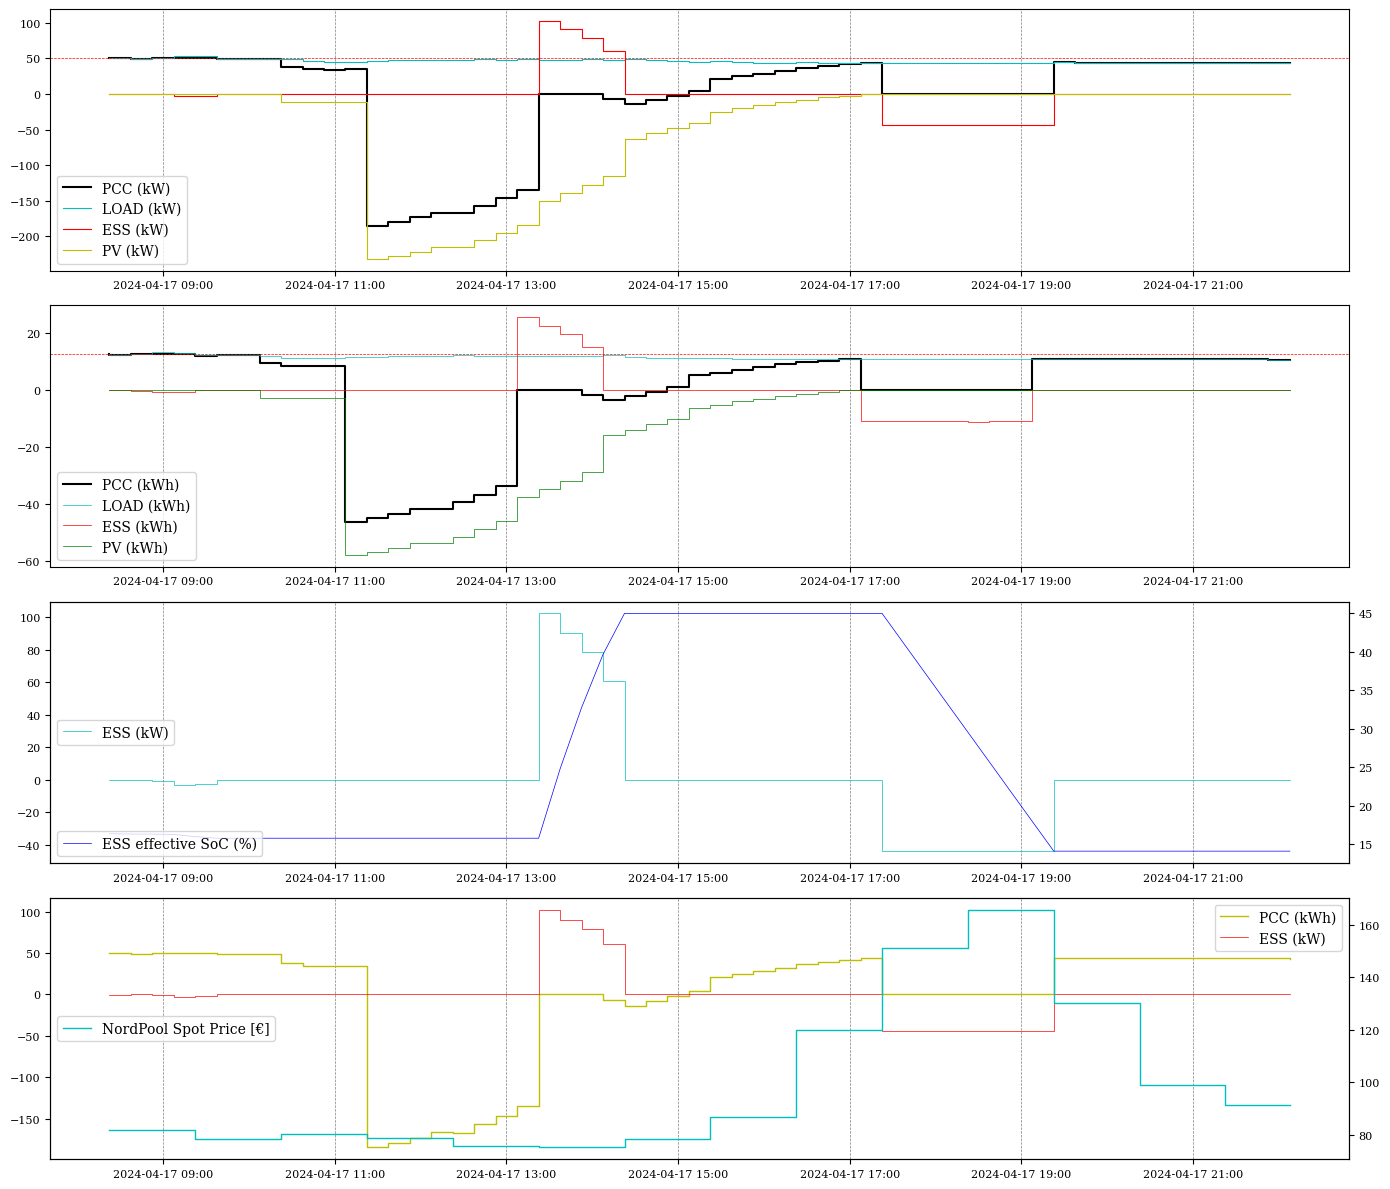 100
50
0
−50
−100
−150
−200
PCC (kW)
LOAD (kW)
ESS (kW)
PV (kW)
2024-04-17 09:00 2024-04-17 11:00 2024-04-17 13:00 2024-04-17 15:00 2024-04-17 17:00 2024-04-17 19:00 2024-04-17 21:00
20
0
−20
−40
−60
PCC (kWh)
LOAD (kWh)
ESS (kWh)
PV (kWh)
2024-04-17 09:00 2024-04-17 11:00 2024-04-17 13:00 2024-04-17 15:00 2024-04-17 17:00 2024-04-17 19:00 2024-04-17 21:00
100
80
60
40
20
0
−20
−40
ESS (kW)
ESS effective SoC (%)
45
40
35
30
25
20
15
2024-04-17 09:00 2024-04-17 11:00 2024-04-17 13:00 2024-04-17 15:00 2024-04-17 17:00 2024-04-17 19:00 2024-04-17 21:00
100
50
0
−50
−100
−150
NordPool Spot Price [€]
PCC (kWh)
ESS (kW)
160
140
120
100
80
2024-04-17 09:00 2024-04-17 11:00 2024-04-17 13:00 2024-04-17 15:00 2024-04-17 17:00 2024-04-17 19:00 2024-04-17 21:00